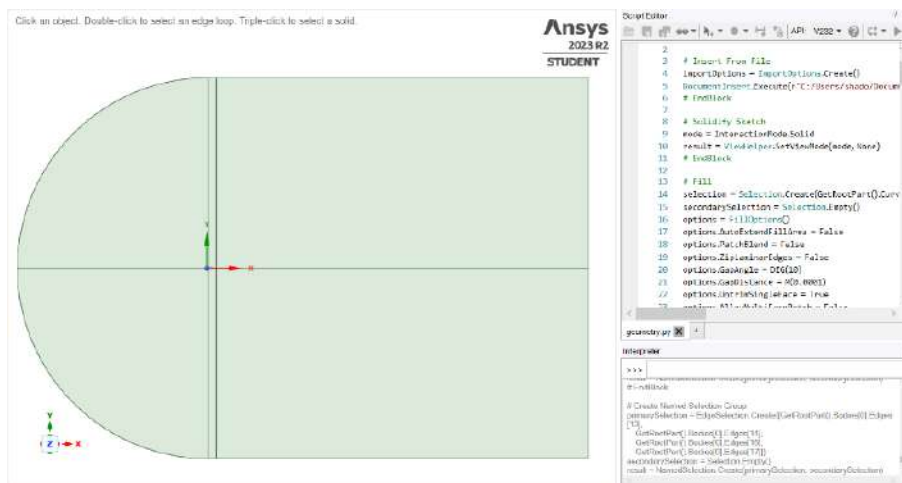 Click an object. Double-click to select an edge loop. Triple-click to select a solid.
Ansys
2023 R2
STUDENT
Y
X
Y
Z
X
Script Editor
API: V232
2
3 # Insert From File
4 importOptions = ImportOptions.Create()
5 DocumentInsert.Execute(r"C:/Users/shado/Docum
6 # EndBlock
7
8 # Solidify Sketch
9 mode = InteractionMode.Solid
10 result = ViewHelper.SetViewMode(mode, None)
11 # EndBlock
12
13 # Fill
14 selection = Selection.Create(GetRootPart().Curv
15 secondarySelection = Selection.Empty()
16 options = FillOptions()
17 options.AutoExtendFillArea = False
18 options.PatchBlend = False
19 options.ZipLaminarEdges = False
20 options.GapAngle = DEG(10)
21 options.GapDistance = M(0.0001)
22 options.UntrimSingleFace = True
geometry.py
Interpreter
>>>
# EndBlock
# Create Named Selection Group
primarySelection = EdgeSelection.Create([GetRootPart().Bodies[0].Edges
GetRootPart().Bodies[0].Edges
GetRootPart().Bodies[0].Edges
GetRootPart().Bodies[0].Edges[17]])
secondarySelection = Selection.Empty()
result = NamedSelection.Create(primarySelection, secondarySelection)